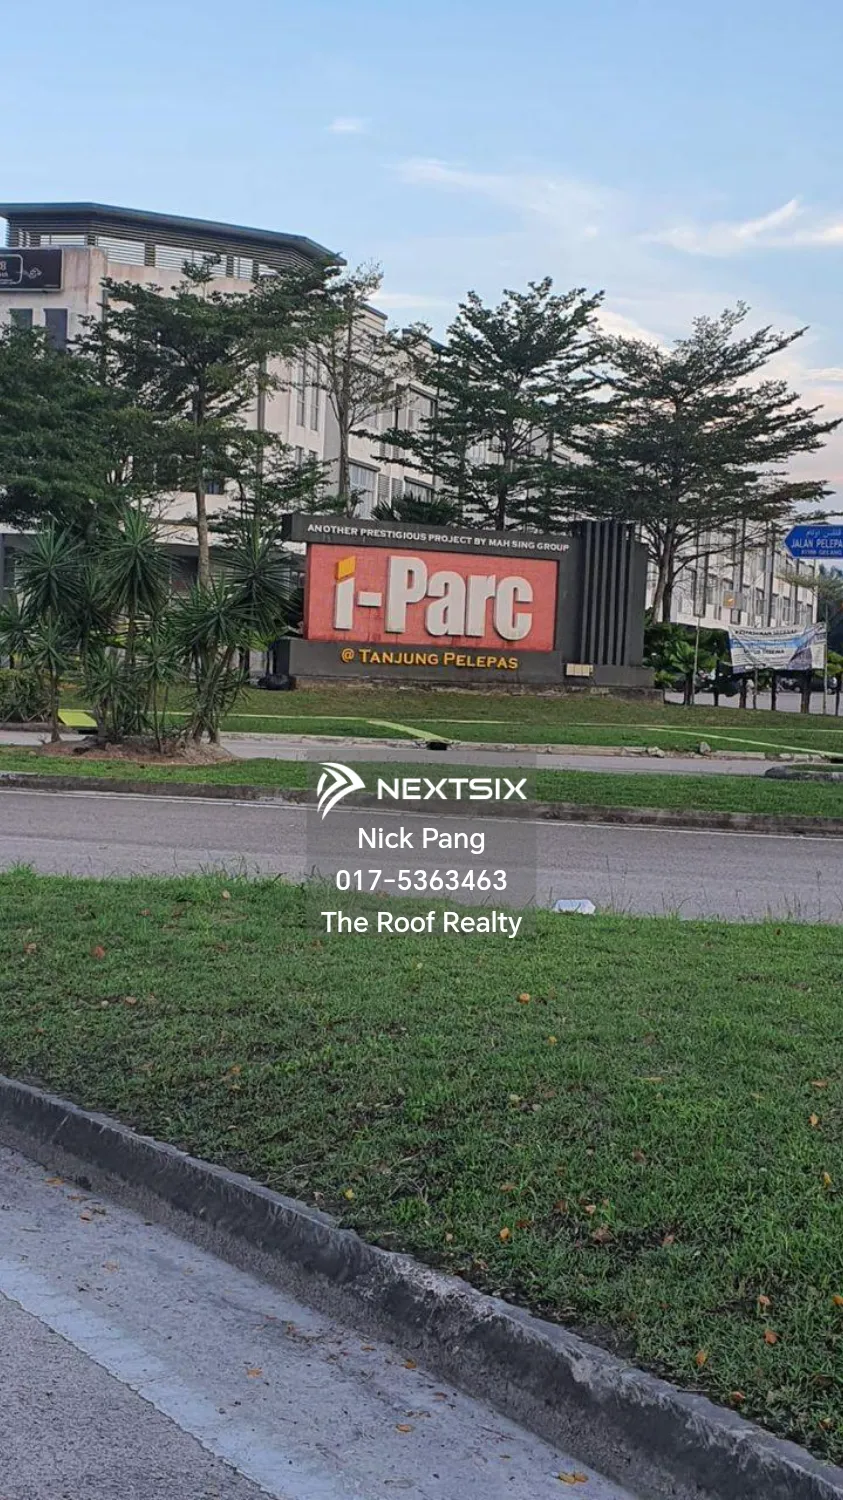 ANOTHER PRESTIGIOUS PROJECT BY MAH SING GROUP
i-Parc
@ TANJUNG PELEPAS
JALAN PELEPA
NEXTSIX
Nick Pang
017-5363463
The Roof Realty